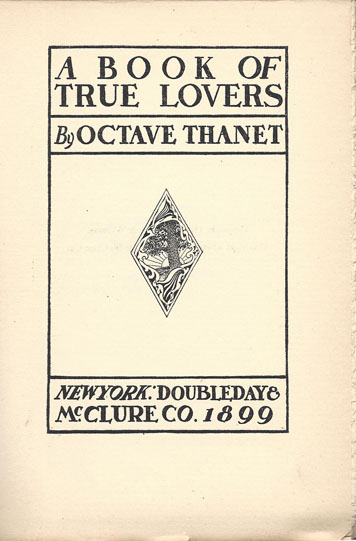 A BOOK OF
TRUE LOVERS
By OCTAVE THANET
NEW YORK: DOUBLEDAY &
McCLURE CO. 1899